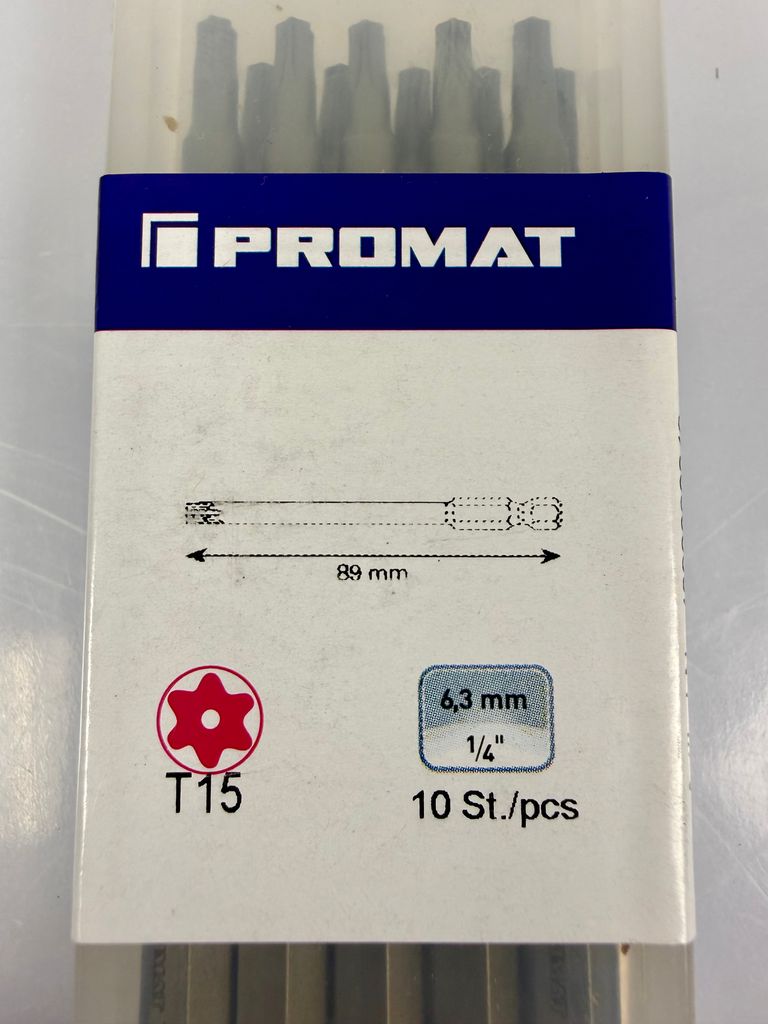 PROMAT
89 mm
6,3 mm
1/4"
T15
10 St./pcs